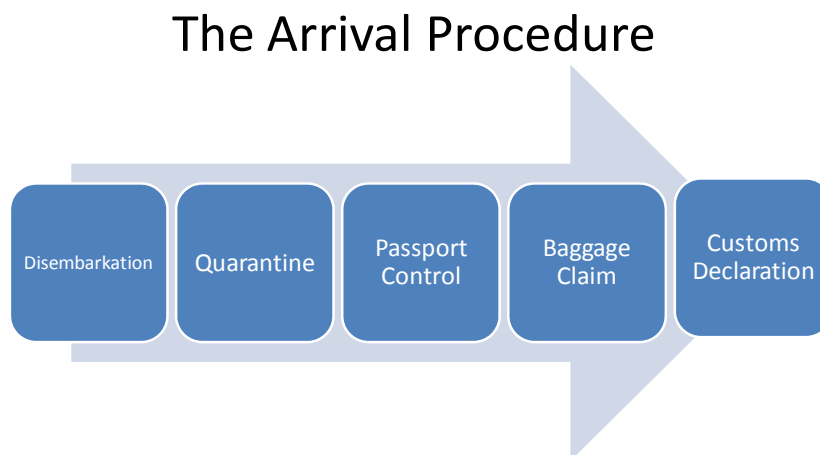 The Arrival Procedure
Disembarkation
Quarantine
Passport
Control
Baggage
Claim
Customs
Declaration